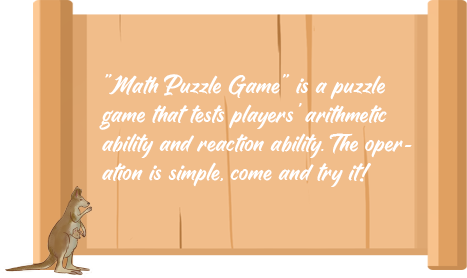 "Math Puzzle Game" is a puzzle
game that tests players' arithmetic
ability and reaction ability. The oper-
ation is simple, come and try it!